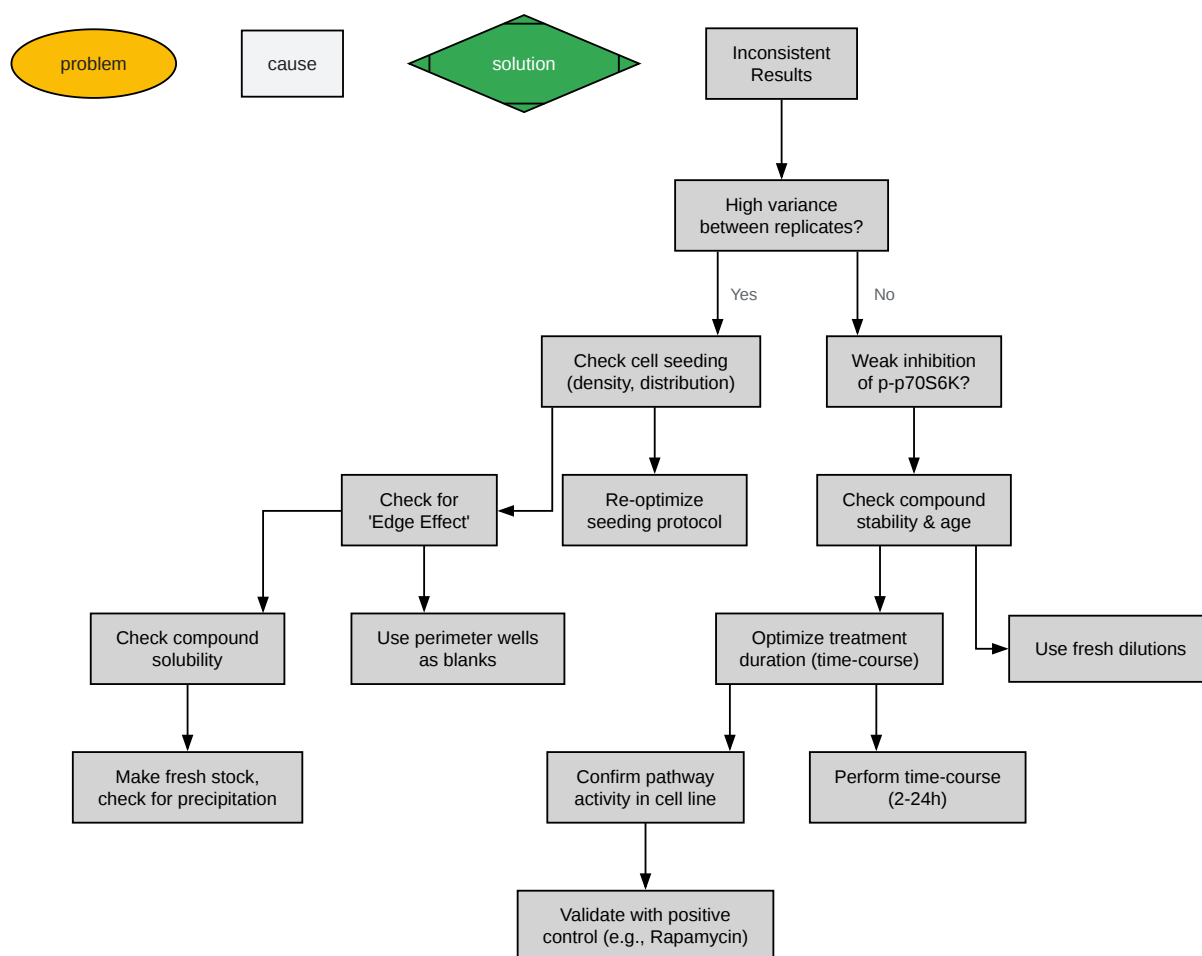 problem
cause
solution
Inconsistent
Results
High variance
between replicates?
Yes
No
Check cell seeding
(density, distribution)
Weak inhibition
of p-p70S6K?
Check for
'Edge Effect'
Re-optimize
seeding protocol
Check compound
stability & age
Check compound
solubility
Use perimeter wells
as blanks
Optimize treatment
duration (time-course)
Use fresh dilutions
Make fresh stock,
check for precipitation
Confirm pathway
activity in cell line
Perform time-course
(2-24h)
Validate with positive
control (e.g., Rapamycin)